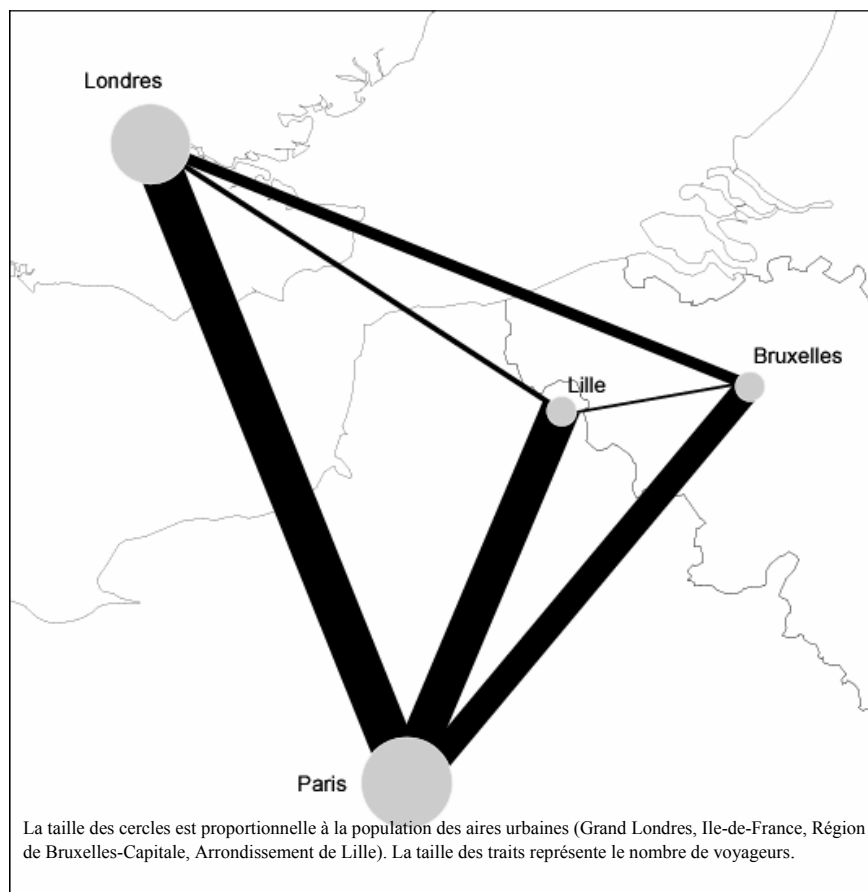 Londres
Bruxelles
Lille
Paris
La taille des cercles est proportionnelle à la population des aires urbaines (Grand Londres, Ile-de-France, Région
de Bruxelles-Capitale, Arrondissement de Lille). La taille des traits représente le nombre de voyageurs.